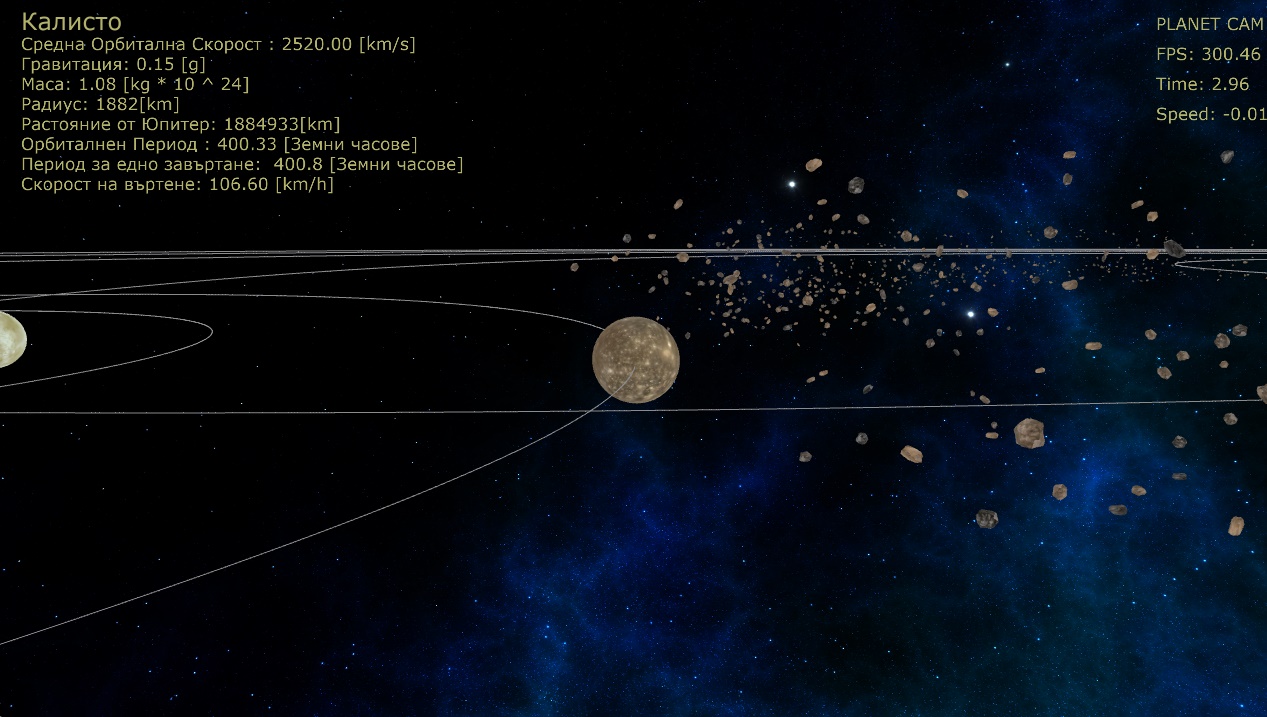 Калисто
Средна Орбитална Скорост : 2520.00 [km/s]
Гравитация: 0.15 [g]
Маса: 1.08 [kg * 10 ^ 24]
Радиус: 1882[km]
Растояние от Юпитер: 1884933[km]
Орбиталнен Период : 400.33 [Земни часове]
Период за едно завъртане:  400.8 [Земни часове]
Скорост на въртене: 106.60 [km/h]
PLANET CAM
FPS: 300.46
Time: 2.96
Speed: -0.01